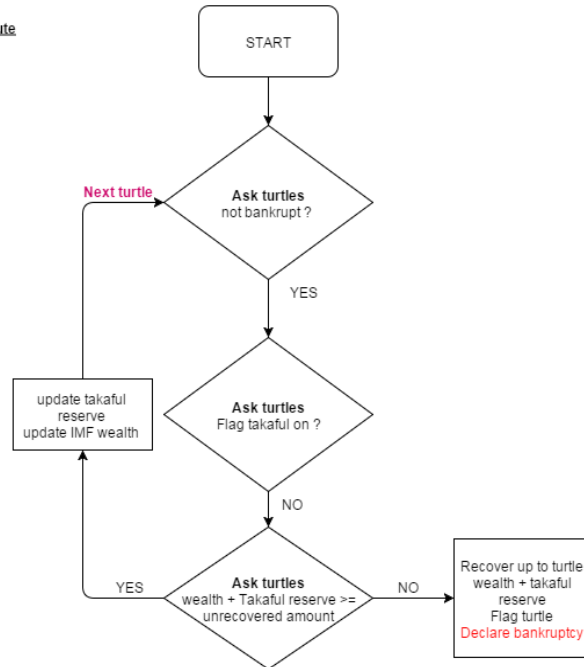 START
Next turtle
Ask turtles
not bankrupt ?
YES
update takaful
reserve
update IMF wealth
Ask turtles
Flag takaful on ?
NO
YES
Ask turtles
wealth + Takaful reserve >=
unrecovered amount
NO
Recover up to turtle
wealth + takaful
reserve
Flag turtle
Declare bankruptcy